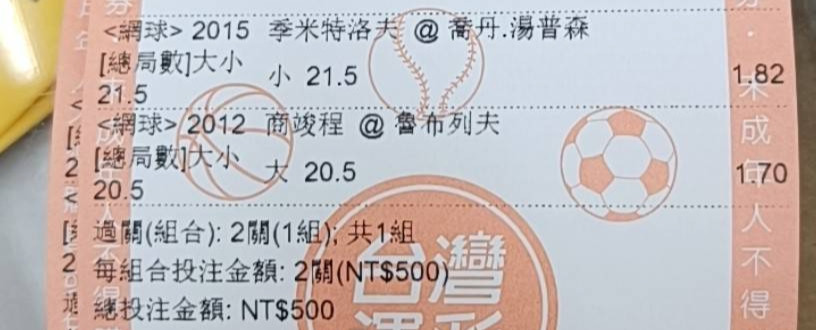 <網球> 2015 季米特洛夫 @ 喬丹.湯普森
[總局數]大小 小 21.5 1.82
21.5
<網球> 2012 商竣程 @ 魯布列夫
[總局數]大小 大 20.5 1.70
20.5
過關(組合): 2關(1組); 共1組
每組合投注金額: 2關(NT$500)
總投注金額: NT$500
台灣
運彩
未成年人不得